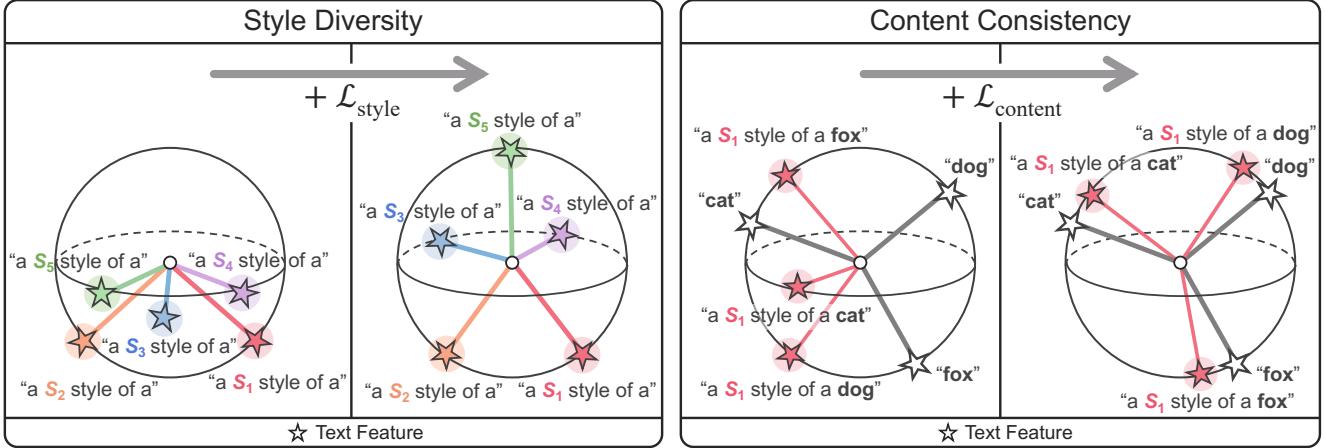 Style Diversity
+ ℒstyle
“a S5 style of a”
“a S4 style of a”
“a S3 style of a”
“a S2 style of a”
“a S1 style of a”
“a S5 style of a”
“a S3 style of a”
“a S4 style of a”
“a S2 style of a”
“a S1 style of a”
☆ Text Feature
Content Consistency
+ ℒcontent
“a S1 style of a fox”
“dog”
“cat”
“a S1 style of a cat”
“a S1 style of a dog”
“fox”
“a S1 style of a dog”
“a S1 style of a cat”
“dog”
“cat”
“fox”
“a S1 style of a fox”
☆ Text Feature